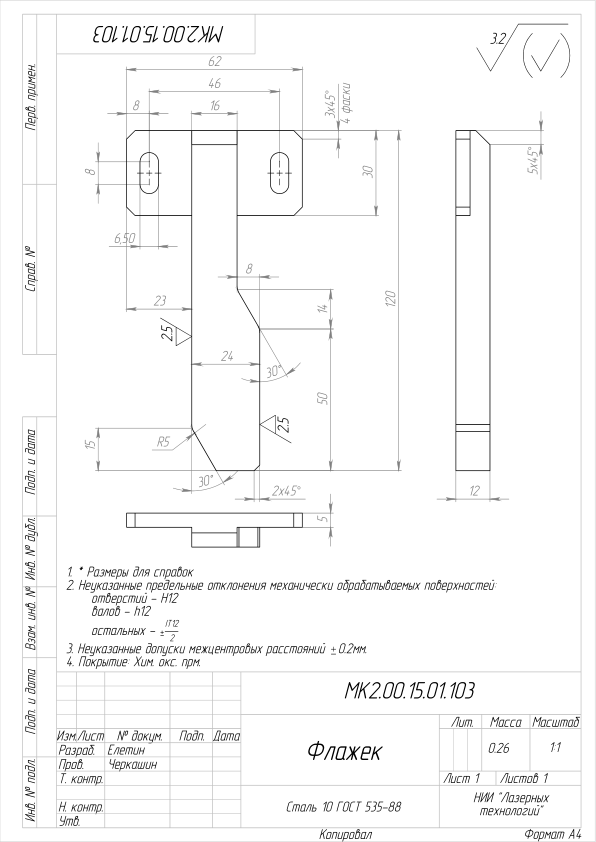 МК2.00.15.01.103
3.2
Перв. примен.
Справ. №
Подп. и дата
Инв. № дубл.
Взам. инв. №
Подп. и дата
Инв. № подл.
62
46
8
16
3х45°
4 фаски
8
30
5х45°
6,50
8
120
23
14
2.5
24
30°
50
2.5
R5
15
30°
2х45°
12
5
1. * Размеры для справок
2. Неуказанные предельные отклонения механически обрабатываемых поверхностей:
отверстий – Н12
валов – h12
остальных – ± IT12/2
3. Неуказанные допуски межцентровых расстояний ± 0.2мм.
4. Покрытие: Хим. окс. прм.
МК2.00.15.01.103
Изм. Лист № докум. Подп. Дата
Разраб. Елетин
Пров. Черкашин
Т. контр.
Н. контр.
Утв.
Флажек
Лит. Масса Масштаб
0.26 1:1
Лист 1 Листов 1
Сталь 10 ГОСТ 535-88
НИИ "Лазерных
технологий"
Копировал Формат А4